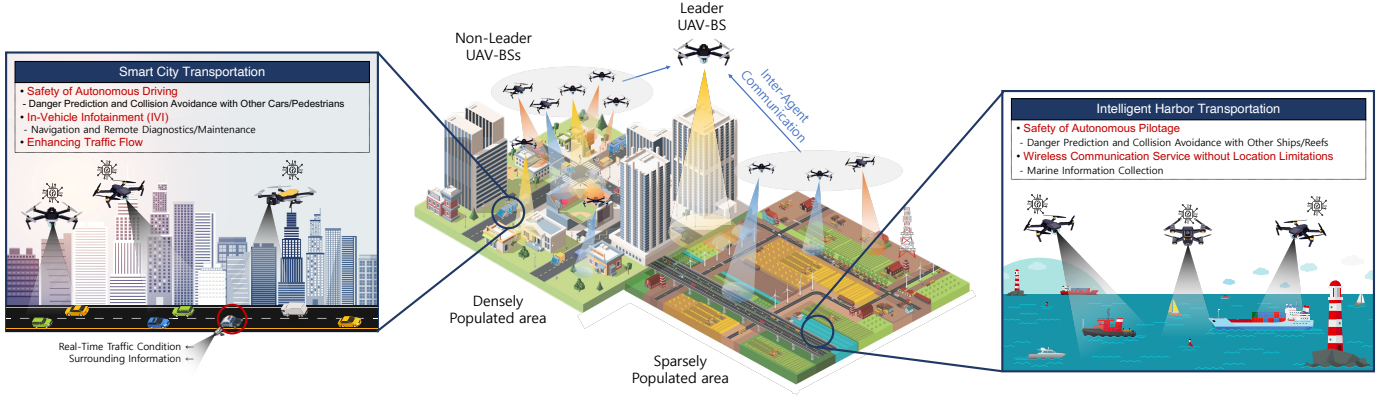 Smart City Transportation
• Safety of Autonomous Driving
- Danger Prediction and Collision Avoidance with Other Cars/Pedestrians
• In-Vehicle Infotainment (IVI)
- Navigation and Remote Diagnostics/Maintenance
• Enhancing Traffic Flow
Real-Time Traffic Condition ←
Surrounding Information ←
Non-Leader
UAV-BSs
Leader
UAV-BS
Inter-Agent
Communication
Densely
Populated area
Sparsely
Populated area
Intelligent Harbor Transportation
• Safety of Autonomous Pilotage
- Danger Prediction and Collision Avoidance with Other Ships/Reefs
• Wireless Communication Service without Location Limitations
- Marine Information Collection